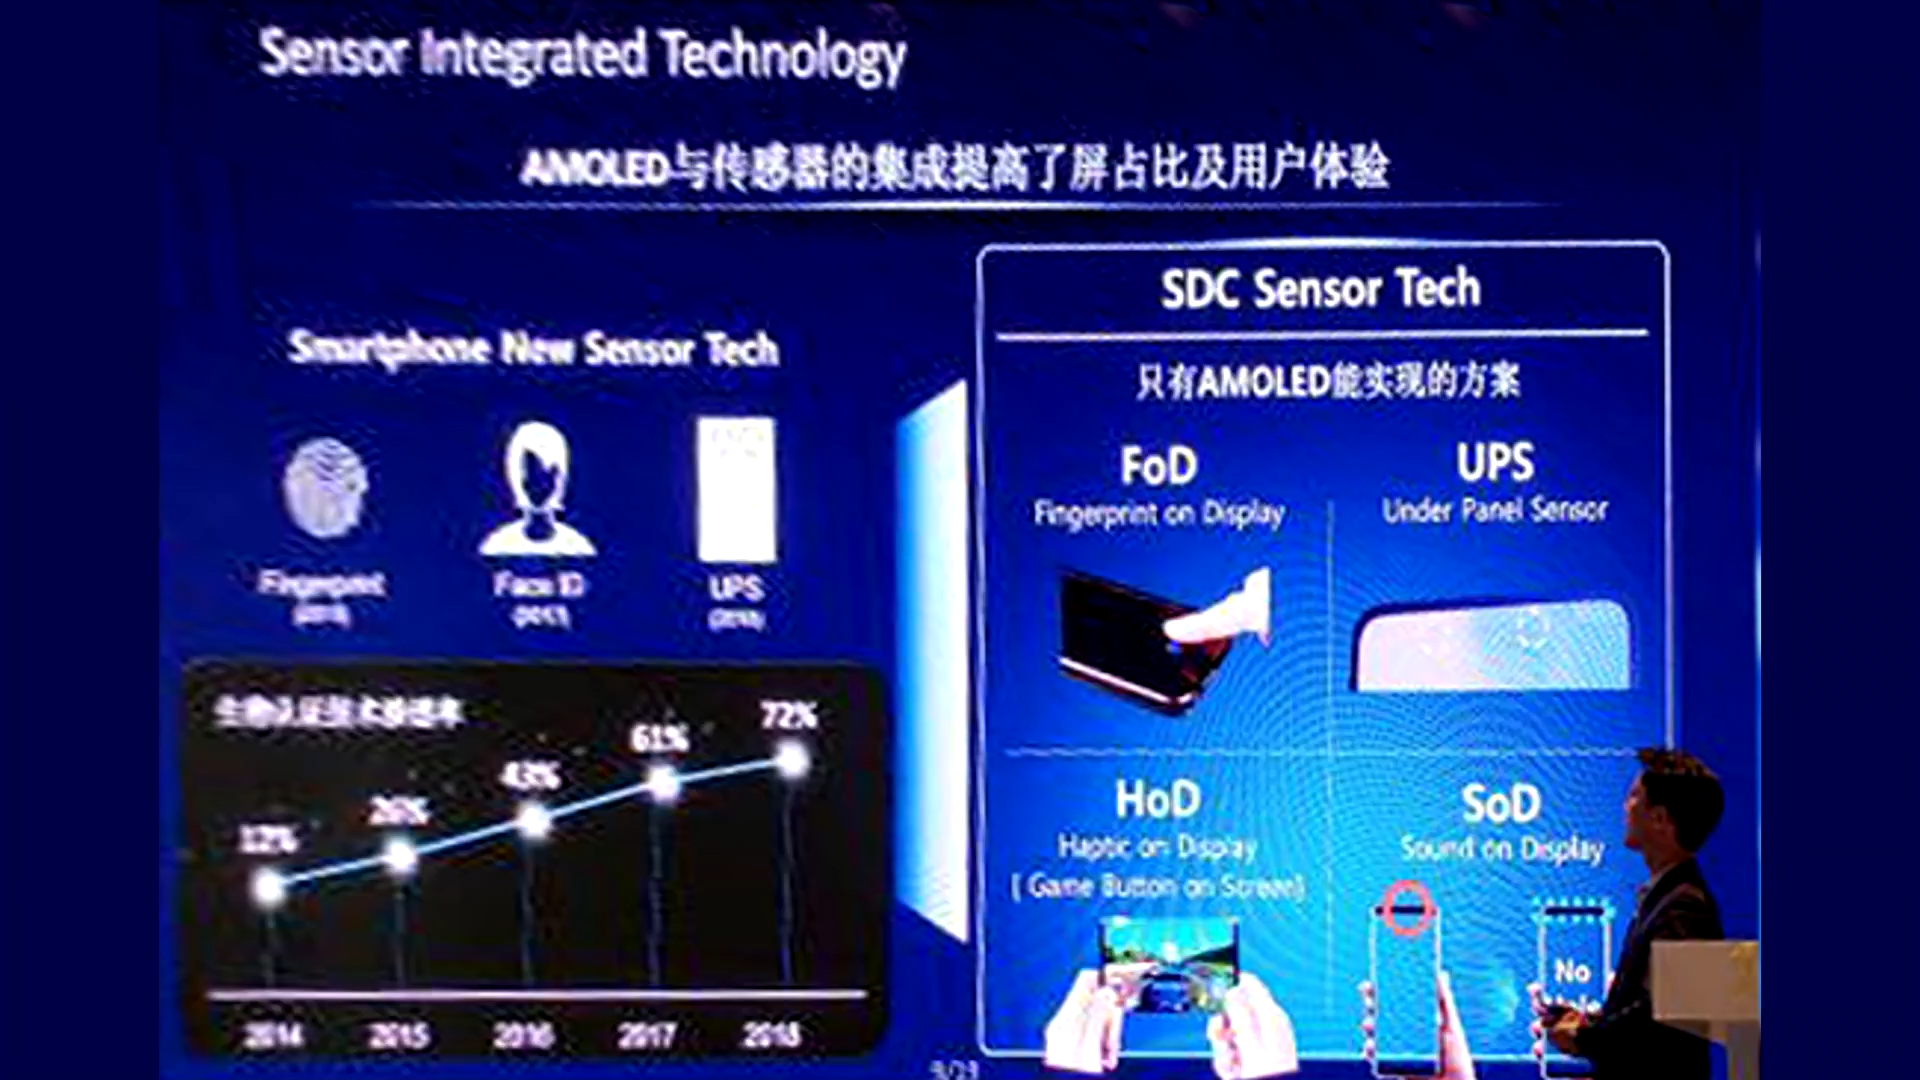 Sensor Integrated Technology
AMOLED与传感器的集成提高了屏占比及用户体验
Smartphone New Sensor Tech
Fingerprint
Face ID
(2017)
UPS
72%
61%
43%
26%
12%
2014 2015 2016 2017 2018
SDC Sensor Tech
只有AMOLED能实现的方案
FoD
Fingerprint on Display
UPS
Under Panel Sensor
HoD
Haptic on Display
( Game Button on Screen)
SoD
Sound on Display
No